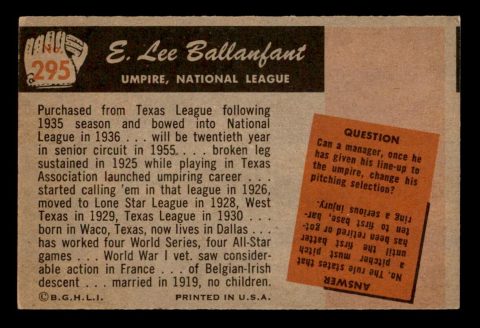 No.
295
E. Lee Ballanfant
UMPIRE, NATIONAL LEAGUE
Purchased from Texas League following
1935 season and bowed into National
League in 1936 . . . will be twentieth year
in senior circuit in 1955. . . . broken leg
sustained in 1925 while playing in Texas
Association launched umpiring career . . .
started calling 'em in that league in 1926,
moved to Lone Star League in 1928, West
Texas in 1929, Texas League in 1930 . . .
born in Waco, Texas, now lives in Dallas . . .
has worked four World Series, four All-Star
games . . . World War I vet. saw consider-
able action in France . . . of Belgian-Irish
descent . . . married in 1919, no children.
©B.G.H.L.I. PRINTED IN U.S.A.
QUESTION
Can a manager, once he
has given his line-up to
the umpire, change his
pitching selection?
ANSWER
No. The rule states that
a pitcher must pitch
until the first batter
has been retired or got-
ten to first base, bar-
ring a serious injury.